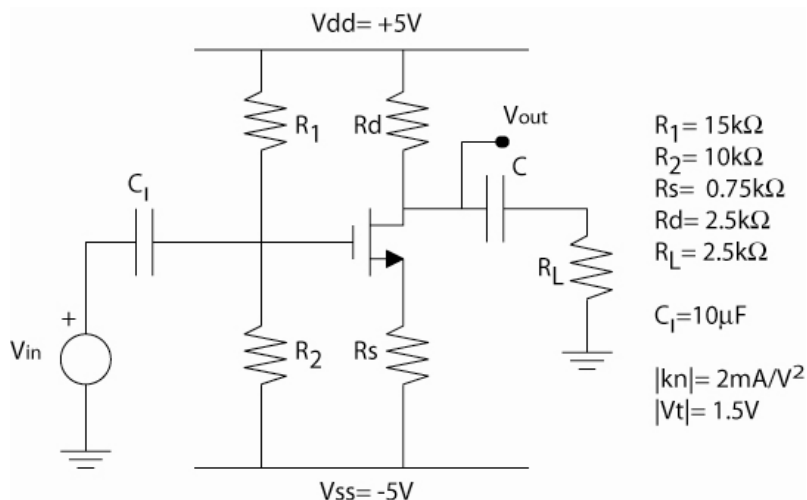 Vdd= +5V
R1
Rd
Vout
C
CI
RL
Vin
+
R2
Rs
Vss= -5V
R1= 15kΩ
R2= 10kΩ
Rs= 0.75kΩ
Rd= 2.5kΩ
RL= 2.5kΩ
CI=10μF
|kn|= 2mA/V²
|Vt|= 1.5V